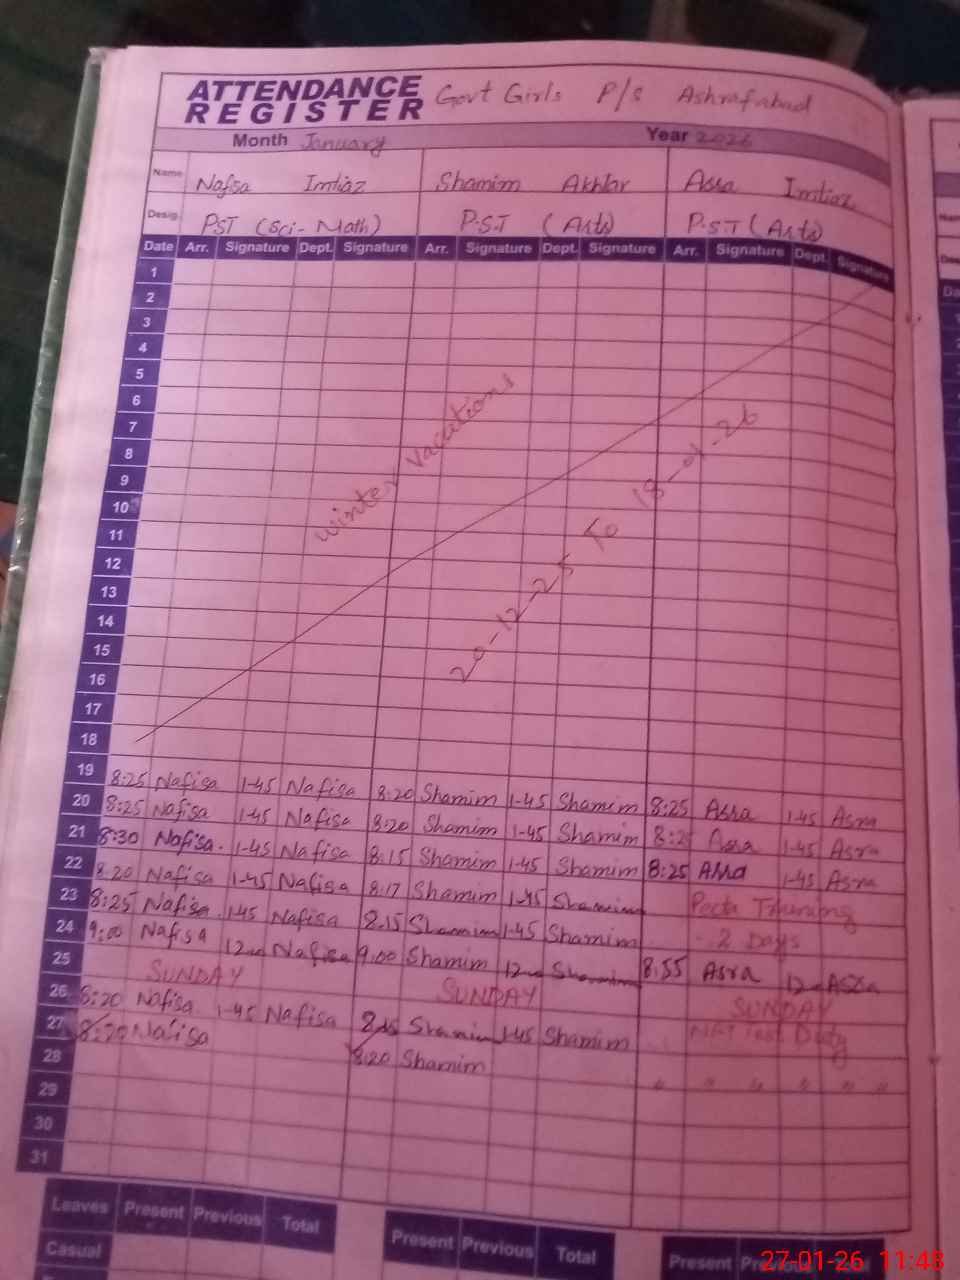 ATTENDANCE REGISTER Govt Girls P/s Ashrafabad
Month January Year 2026
Name Nafisa Imtiaz Shamim Akhtar Asra Imtiaz
Desig. PST (Sci-Math) P.S.T (Arts) P.S.T (Arts)
Date Arr. Signature Dept. Signature Arr. Signature Dept. Signature Arr. Signature Dept. Signature
1
2
3
4
5
6
7
8
9
10
11
12
13
14
15
16
17
18
Winter Vacations
20-12-25 To 18-01-26
19 8:25 Nafisa 1-45 Nafisa 8:20 Shamim 1-45 Shamim 8:25 Asra 1-45 Asra
20 8:25 Nafisa 1-45 Nafisa 8:20 Shamim 1-45 Shamim 8:25 Asra 1-45 Asra
21 8:30 Nafisa. 1-45 Nafisa 8:15 Shamim 1-45 Shamim 8:25 Asra 1-45 Asra
22 8:20 Nafisa 1-45 Nafisa 8:17 Shamim 1-45 Shamim Training
23 8:25 Nafisa 1-45 Nafisa 8:15 Shamim 1-45 Shamim 2 Days
24 9:00 Nafisa Nafisa 9:00 Shamim Shamim 8:55 Asra Asra
25 SUNDAY SUNDAY SUNDAY
26 8:20 Nafisa 1-45 Nafisa Shamim 1-45 Shamim Test Duty
27 8:20 Nafisa 8:20 Shamim " " " " " "
28
29
30
31
Leaves Present Previous Total Present Previous Total Present Previous
Casual
27-01-26 11:48